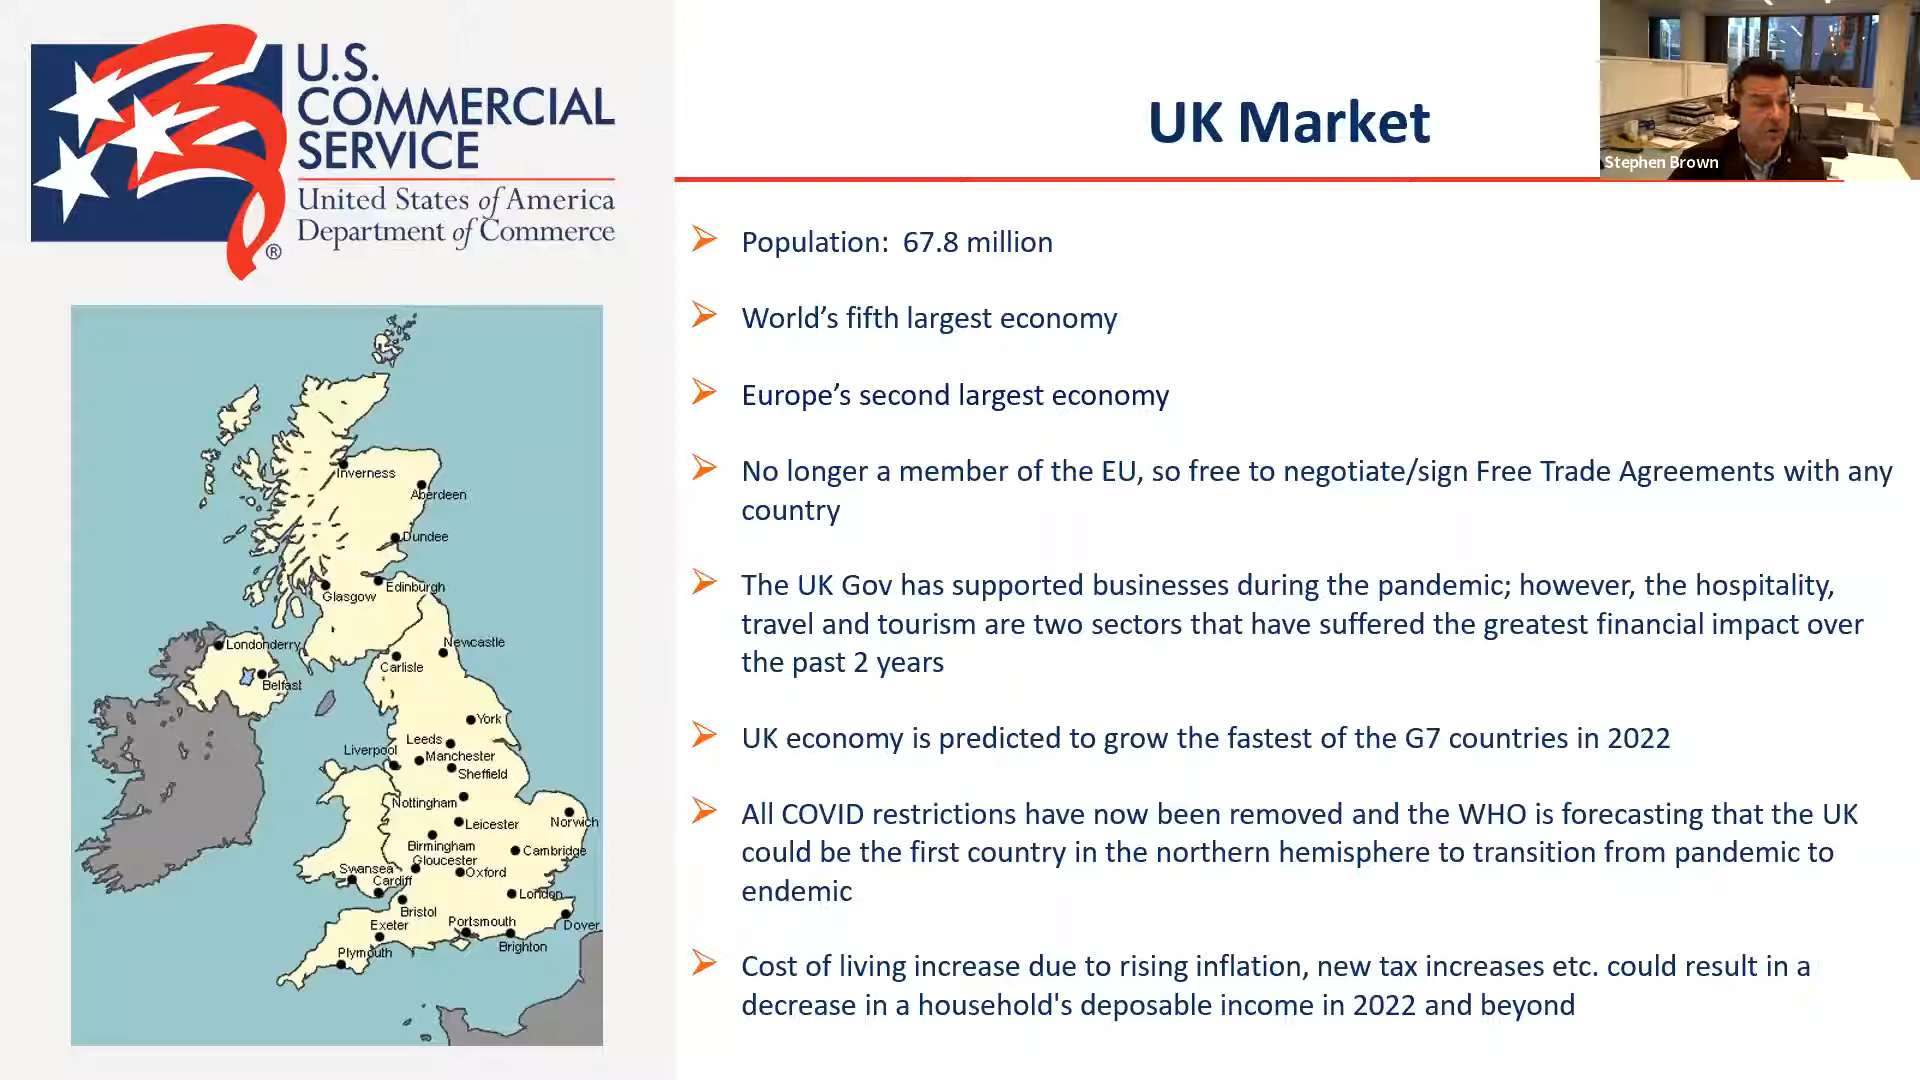 U.S.
COMMERCIAL
SERVICE
United States of America
Department of Commerce
®
UK Market
Stephen Brown
Population:  67.8 million
World’s fifth largest economy
Europe’s second largest economy
No longer a member of the EU, so free to negotiate/sign Free Trade Agreements with any
country
The UK Gov has supported businesses during the pandemic; however, the hospitality,
travel and tourism are two sectors that have suffered the greatest financial impact over
the past 2 years
UK economy is predicted to grow the fastest of the G7 countries in 2022
All COVID restrictions have now been removed and the WHO is forecasting that the UK
could be the first country in the northern hemisphere to transition from pandemic to
endemic
Cost of living increase due to rising inflation, new tax increases etc. could result in a
decrease in a household's deposable income in 2022 and beyond
Inverness
Aberdeen
Dundee
Edinburgh
Glasgow
Londonderry
Newcastle
Carlisle
Belfast
York
Leeds
Liverpool
Manchester
Sheffield
Nottingham
Leicester
Norwich
Birmingham
Cambridge
Gloucester
Swansea
Oxford
Cardiff
London
Bristol
Exeter
Portsmouth
Dover
Brighton
Plymouth